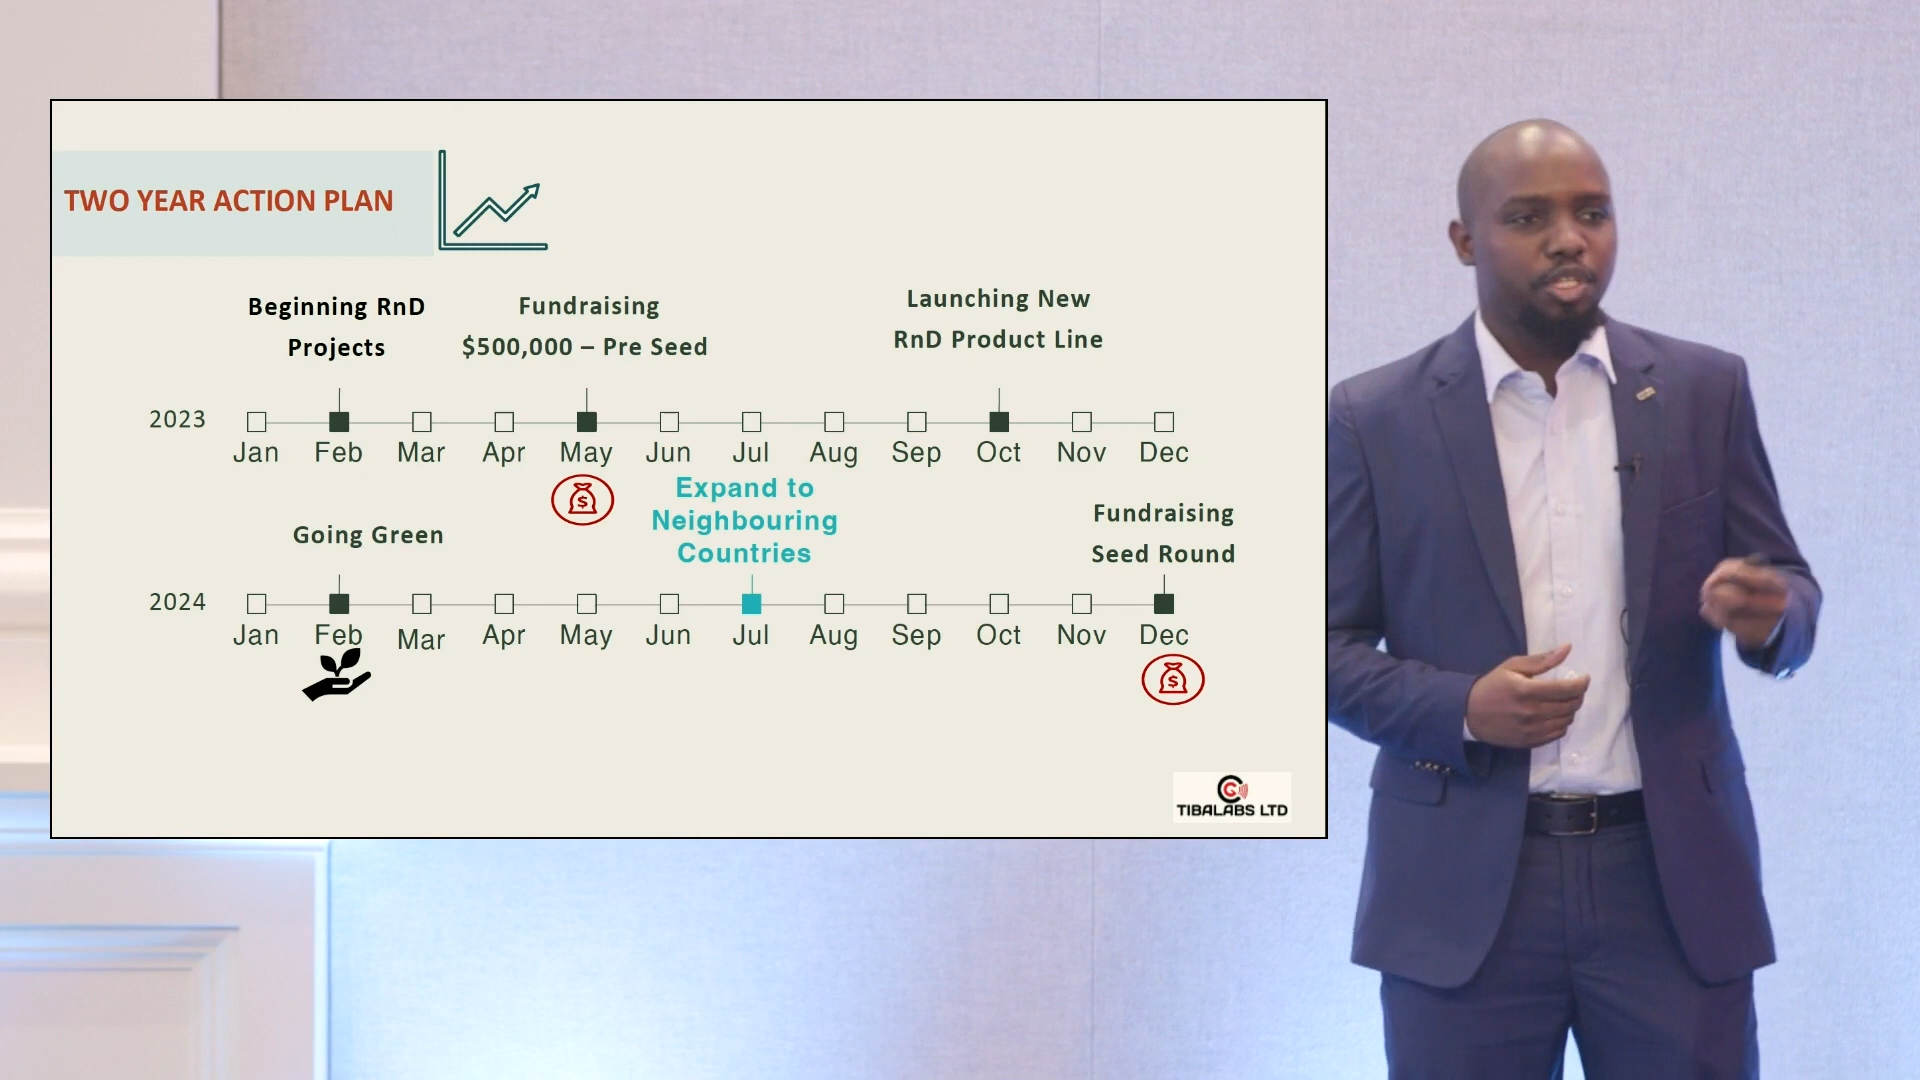 TWO YEAR ACTION PLAN
Beginning RnD
Projects
Fundraising
$500,000 – Pre Seed
Launching New
RnD Product Line
2023
Jan Feb Mar Apr May Jun Jul Aug Sep Oct Nov Dec
Going Green
Expand to
Neighbouring
Countries
Fundraising
Seed Round
2024
Jan Feb Mar Apr May Jun Jul Aug Sep Oct Nov Dec
TIBALABS LTD